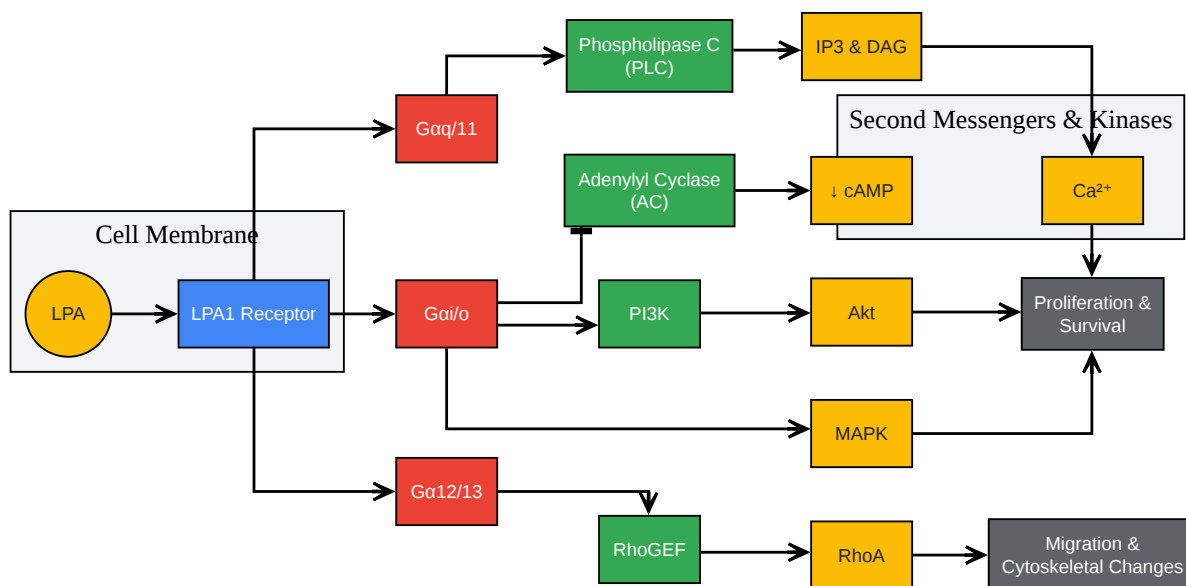 Phospholipase C
(PLC)
IP3 & DAG
Gαq/11
Second Messengers & Kinases
Adenylyl Cyclase
(AC)
↓ cAMP
Ca²⁺
Cell Membrane
LPA
LPA1 Receptor
Gαi/o
PI3K
Akt
Proliferation &
Survival
MAPK
Gα12/13
RhoGEF
RhoA
Migration &
Cytoskeletal Changes